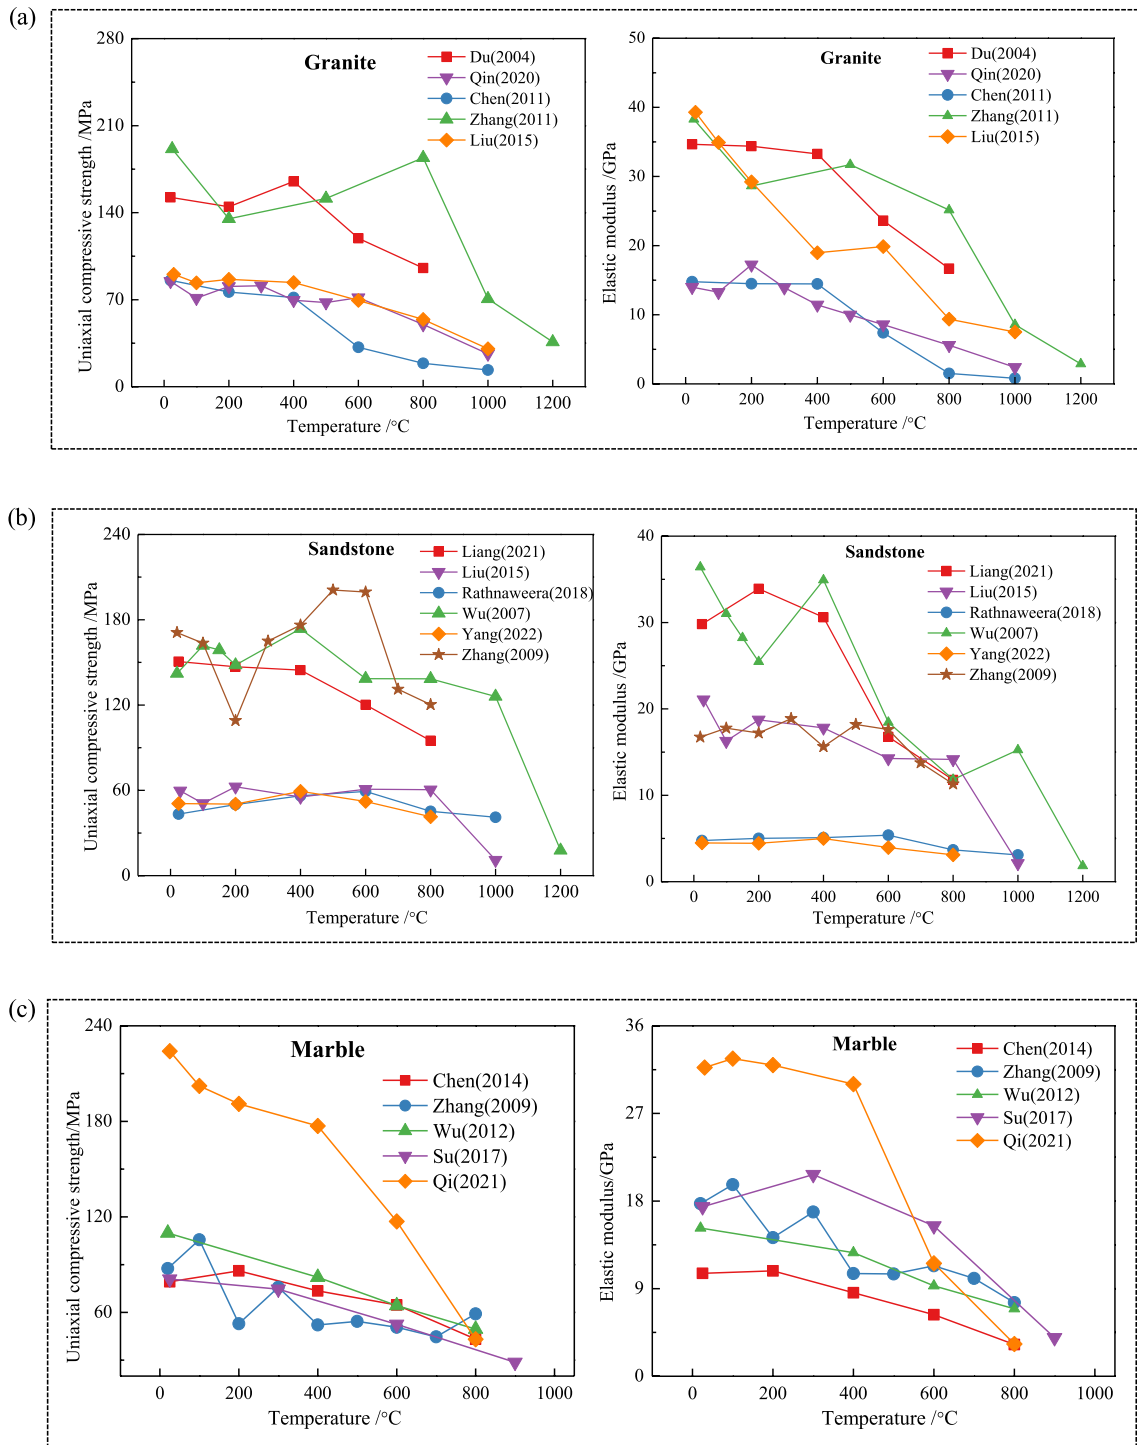 (a)
Granite
Du(2004)
Qin(2020)
Chen(2011)
Zhang(2011)
Liu(2015)
280
210
140
70
0
Uniaxial compressive strength /MPa
0 200 400 600 800 1000 1200
Temperature /°C
Granite
Du(2004)
Qin(2020)
Chen(2011)
Zhang(2011)
Liu(2015)
50
40
30
20
10
0
Elastic modulus /GPa
0 200 400 600 800 1000 1200
Temperature /°C
(b)
Sandstone
Liang(2021)
Liu(2015)
Rathnaweera(2018)
Wu(2007)
Yang(2022)
Zhang(2009)
240
180
120
60
0
Uniaxial compressive strength /MPa
0 200 400 600 800 1000 1200
Temperature /°C
Sandstone
Liang(2021)
Liu(2015)
Rathnaweera(2018)
Wu(2007)
Yang(2022)
Zhang(2009)
40
30
20
10
0
Elastic modulus /GPa
0 200 400 600 800 1000 1200
Temperature /°C
(c)
Marble
Chen(2014)
Zhang(2009)
Wu(2012)
Su(2017)
Qi(2021)
240
180
120
60
Uniaxial compressive strength/MPa
0 200 400 600 800 1000
Temperature /°C
Marble
Chen(2014)
Zhang(2009)
Wu(2012)
Su(2017)
Qi(2021)
36
27
18
9
0
Elastic modulus/GPa
0 200 400 600 800 1000
Temperature /°C